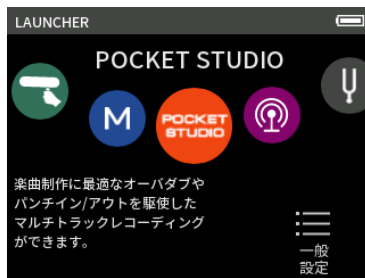 LAUNCHER
POCKET STUDIO
M
POCKET
STUDIO
楽曲制作に最適なオーバダブや
パンチイン/アウトを駆使した
マルチトラックレコーディング
ができます。
一般
設定